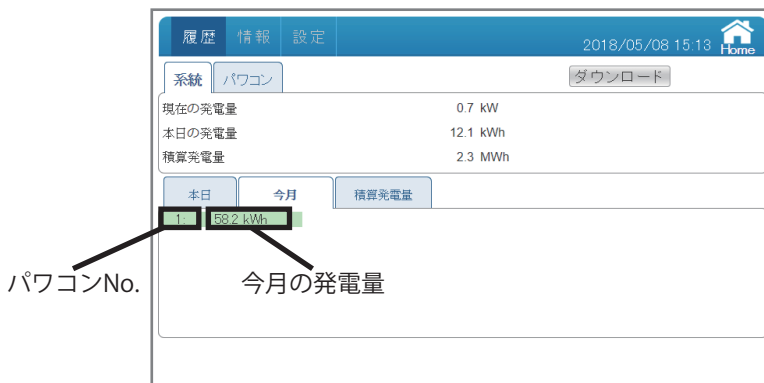 履歴 情報 設定 2018/05/08 15:13 Home
系統 パワコン ダウンロード
現在の発電量 0.7 kW
本日の発電量 12.1 kWh
積算発電量 2.3 MWh
本日 今月 積算発電量
1: 58.2 kWh
パワコンNo. 今月の発電量